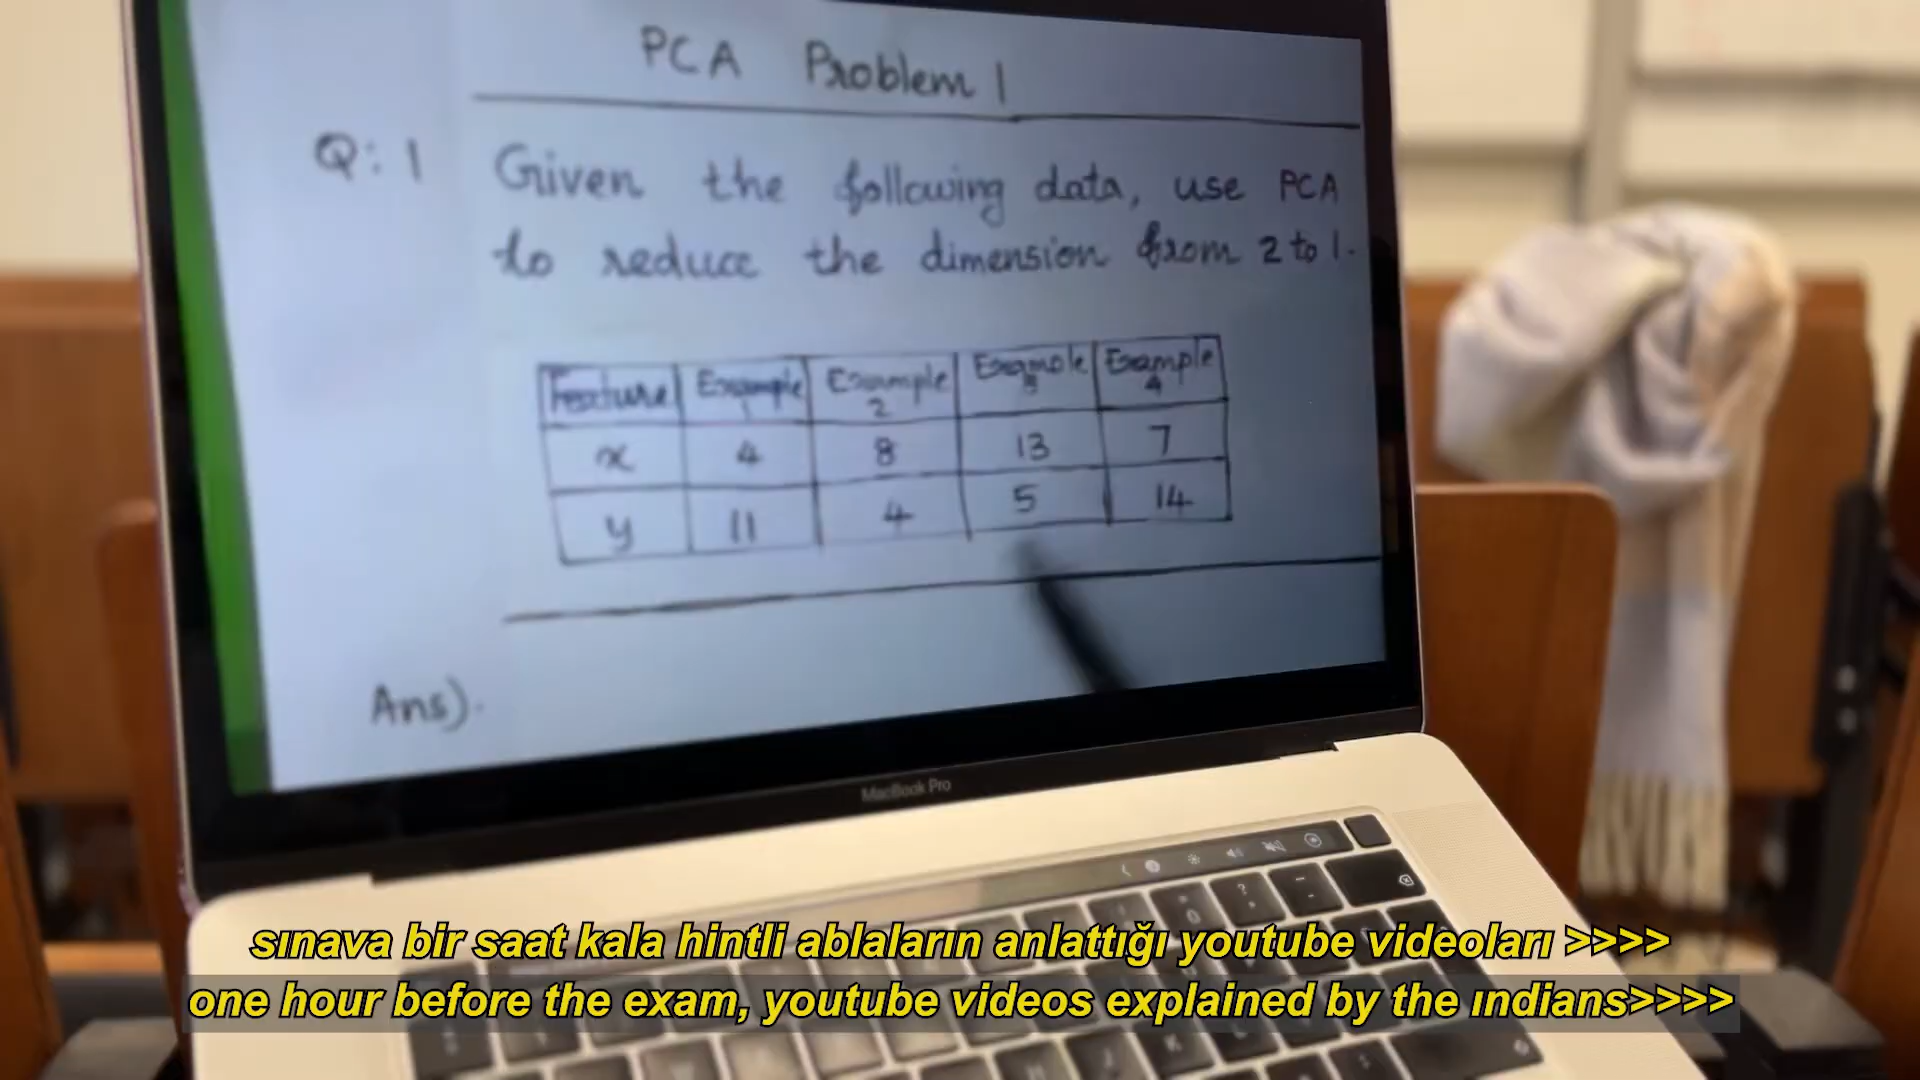 PCA Problem 1
Q: 1 Given the following data, use PCA
to reduce the dimension from 2 to 1.
Feature Example 1 Example 2 Example 3 Example 4
x 4 8 13 7
y 11 4 5 14
Ans).
MacBook Pro
sınava bir saat kala hintli ablaların anlattığı youtube videoları >>>>
one hour before the exam, youtube videos explained by the ındians>>>>